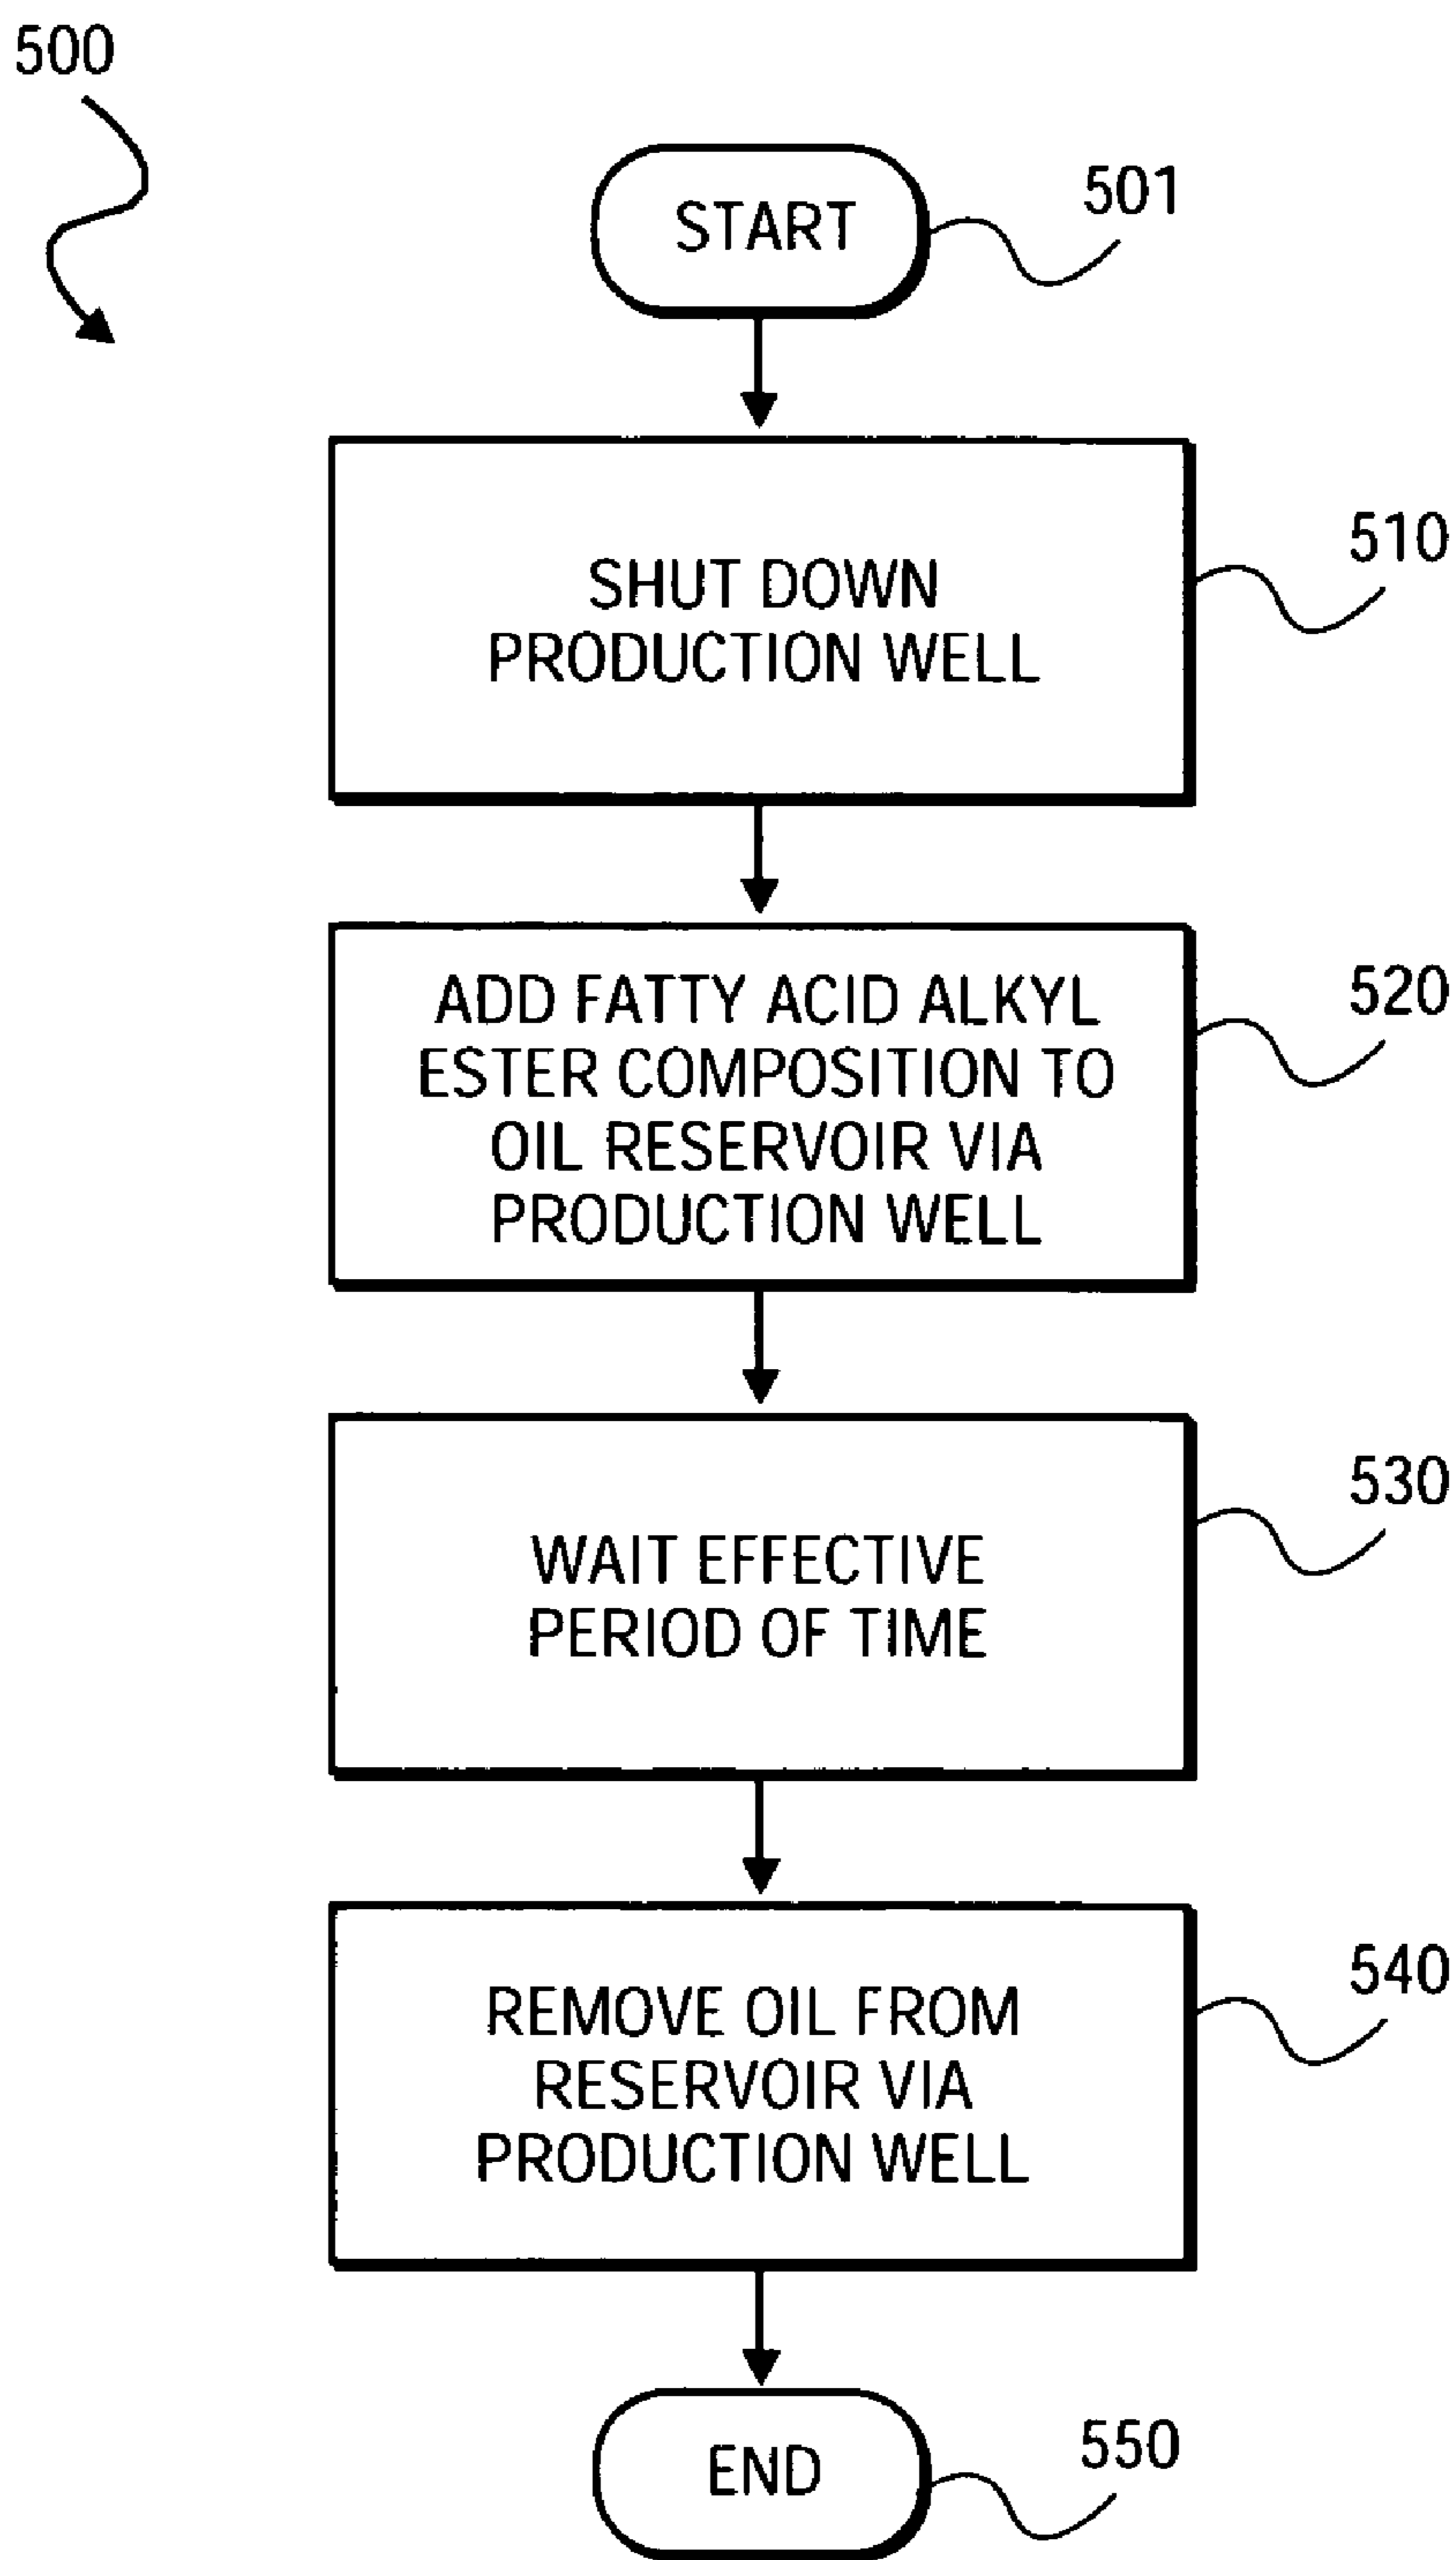 500
START
501
SHUT DOWN
PRODUCTION WELL
510
ADD FATTY ACID ALKYL
ESTER COMPOSITION TO
OIL RESERVOIR VIA
PRODUCTION WELL
520
WAIT EFFECTIVE
PERIOD OF TIME
530
REMOVE OIL FROM
RESERVOIR VIA
PRODUCTION WELL
540
END
550